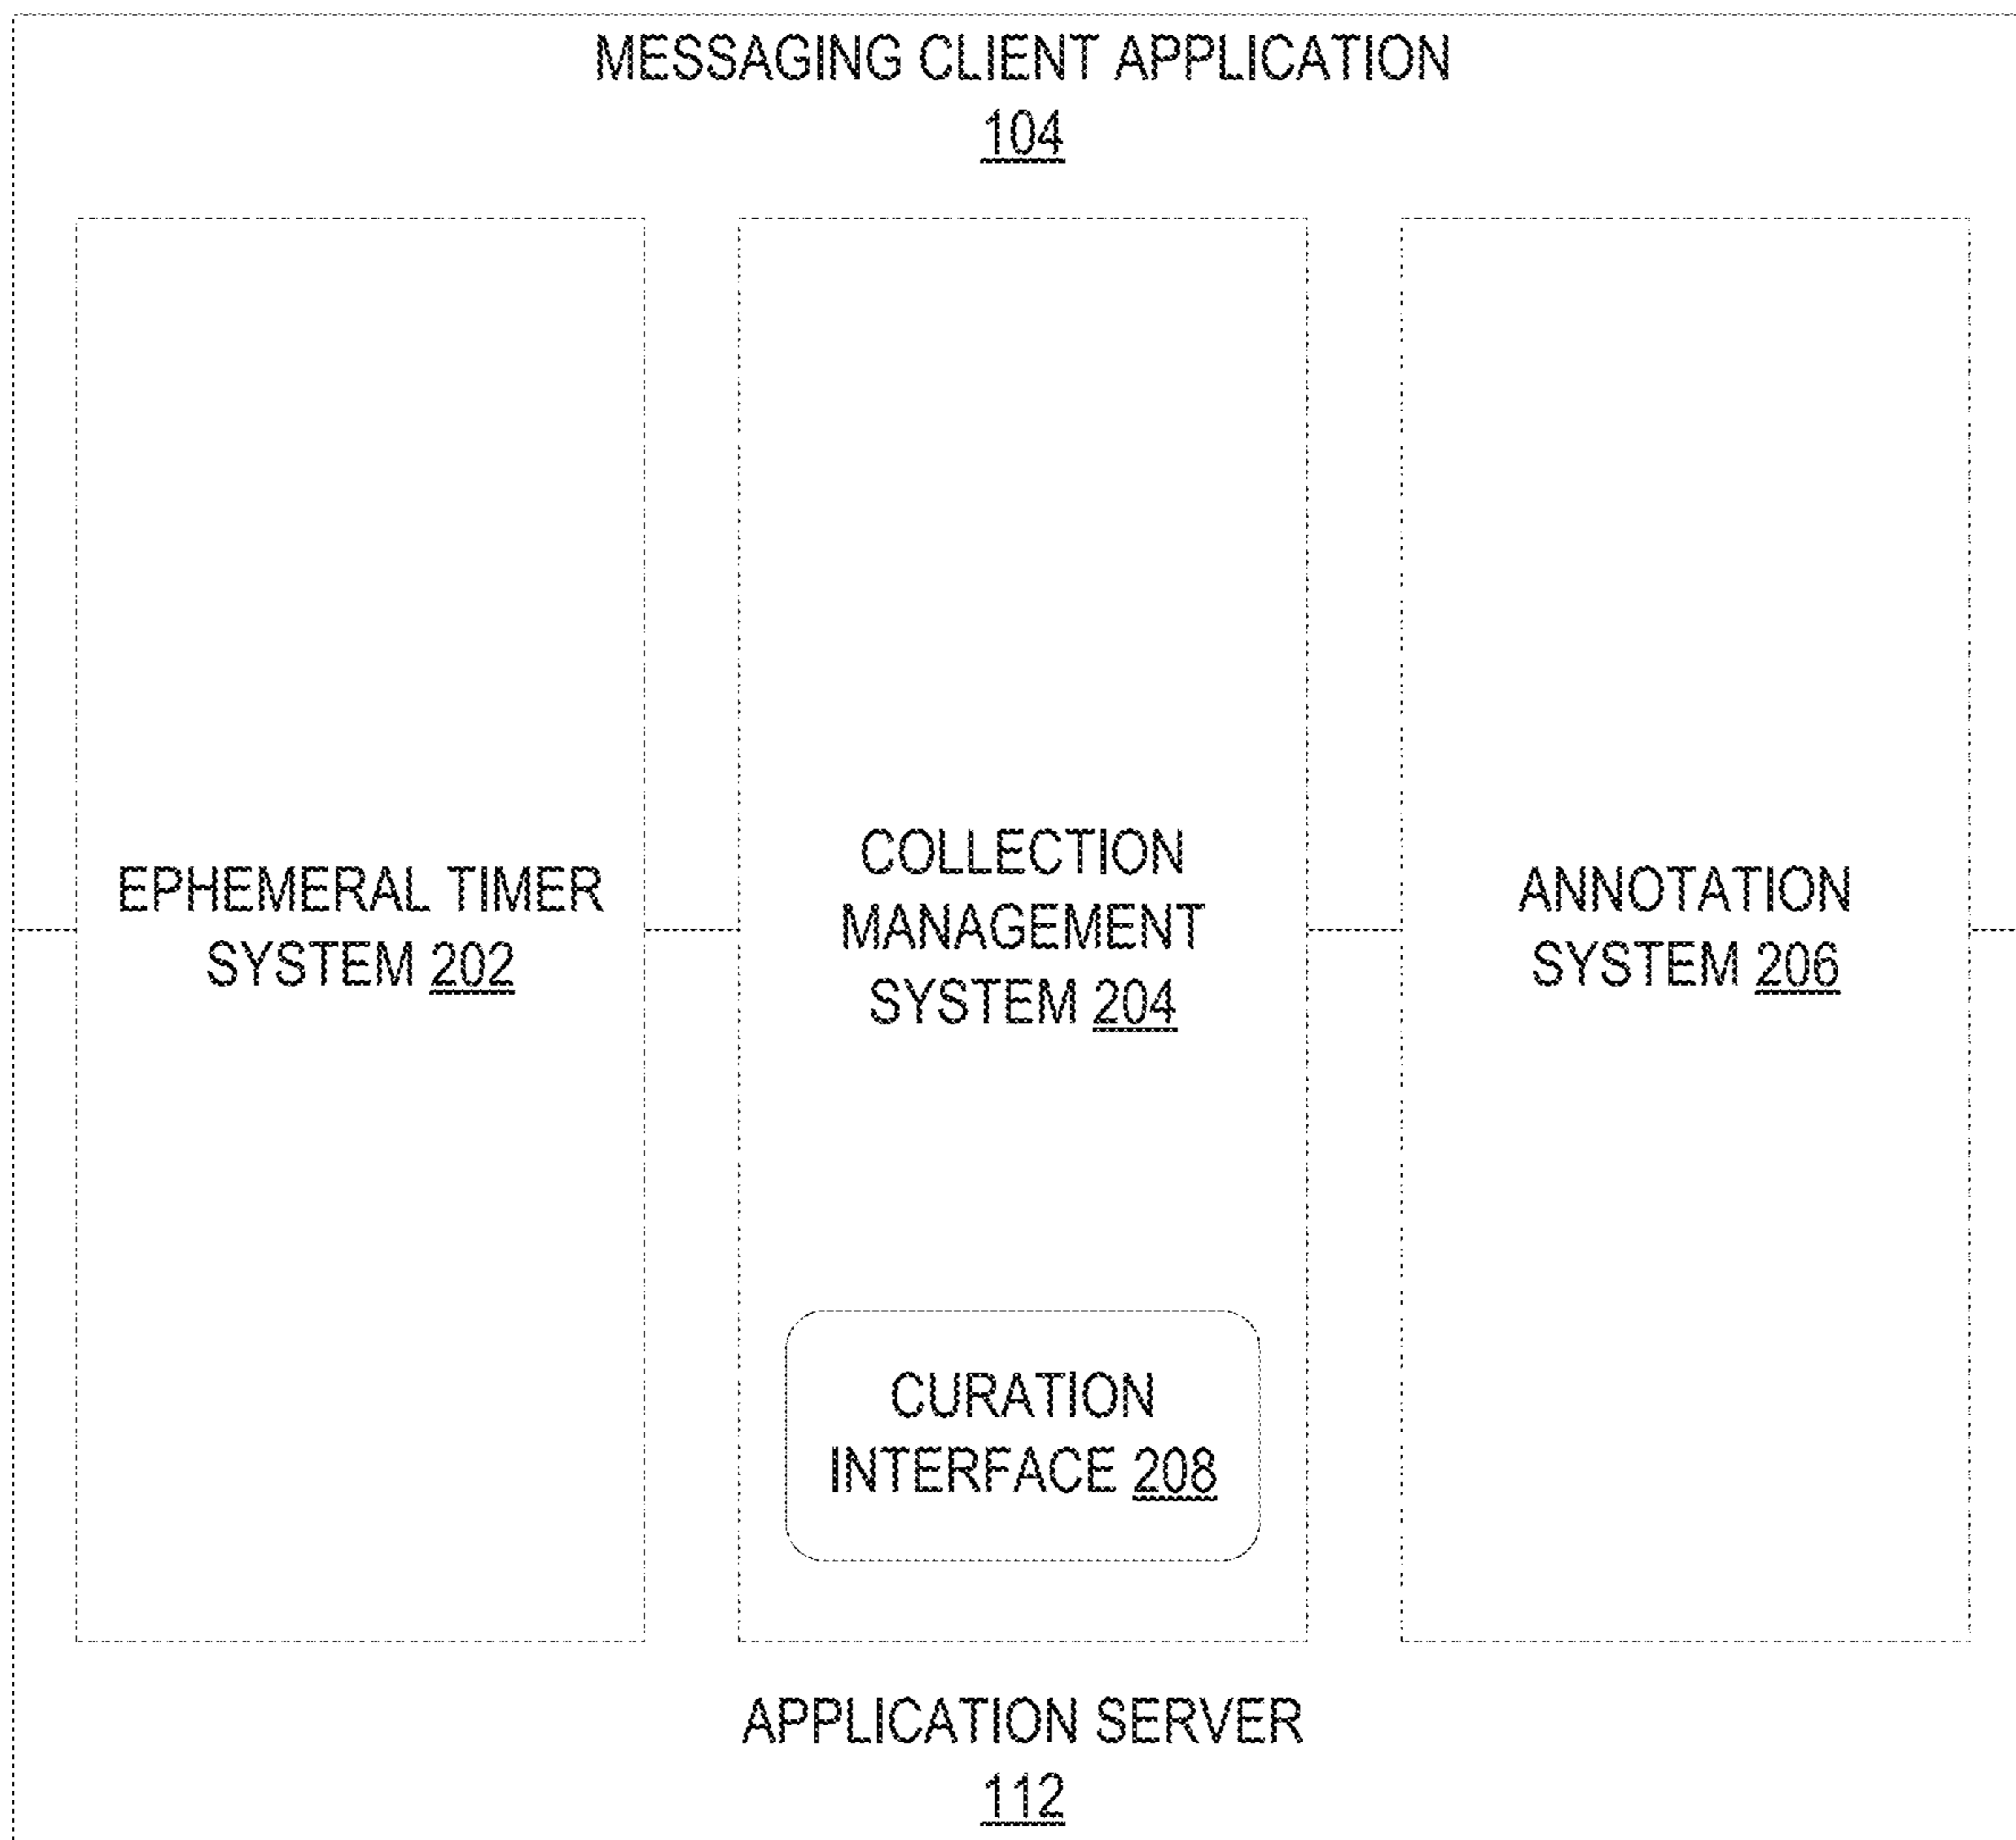 MESSAGING CLIENT APPLICATION
104
EPHEMERAL TIMER
SYSTEM 202
COLLECTION
MANAGEMENT
SYSTEM 204
CURATION
INTERFACE 208
ANNOTATION
SYSTEM 206
APPLICATION SERVER
112